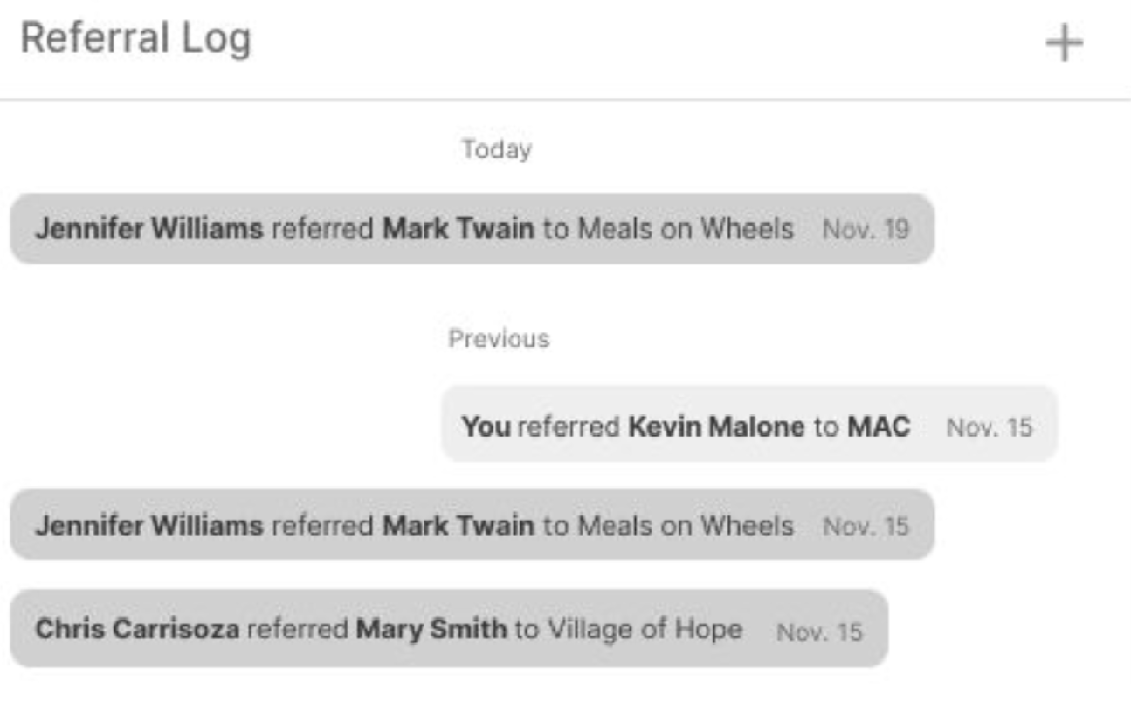 Referral Log
Today
Jennifer Williams referred Mark Twain to Meals on Wheels Nov. 19
Previous
You referred Kevin Malone to MAC Nov. 15
Jennifer Williams referred Mark Twain to Meals on Wheels Nov. 15
Chris Carrisoza referred Mary Smith to Village of Hope Nov. 15